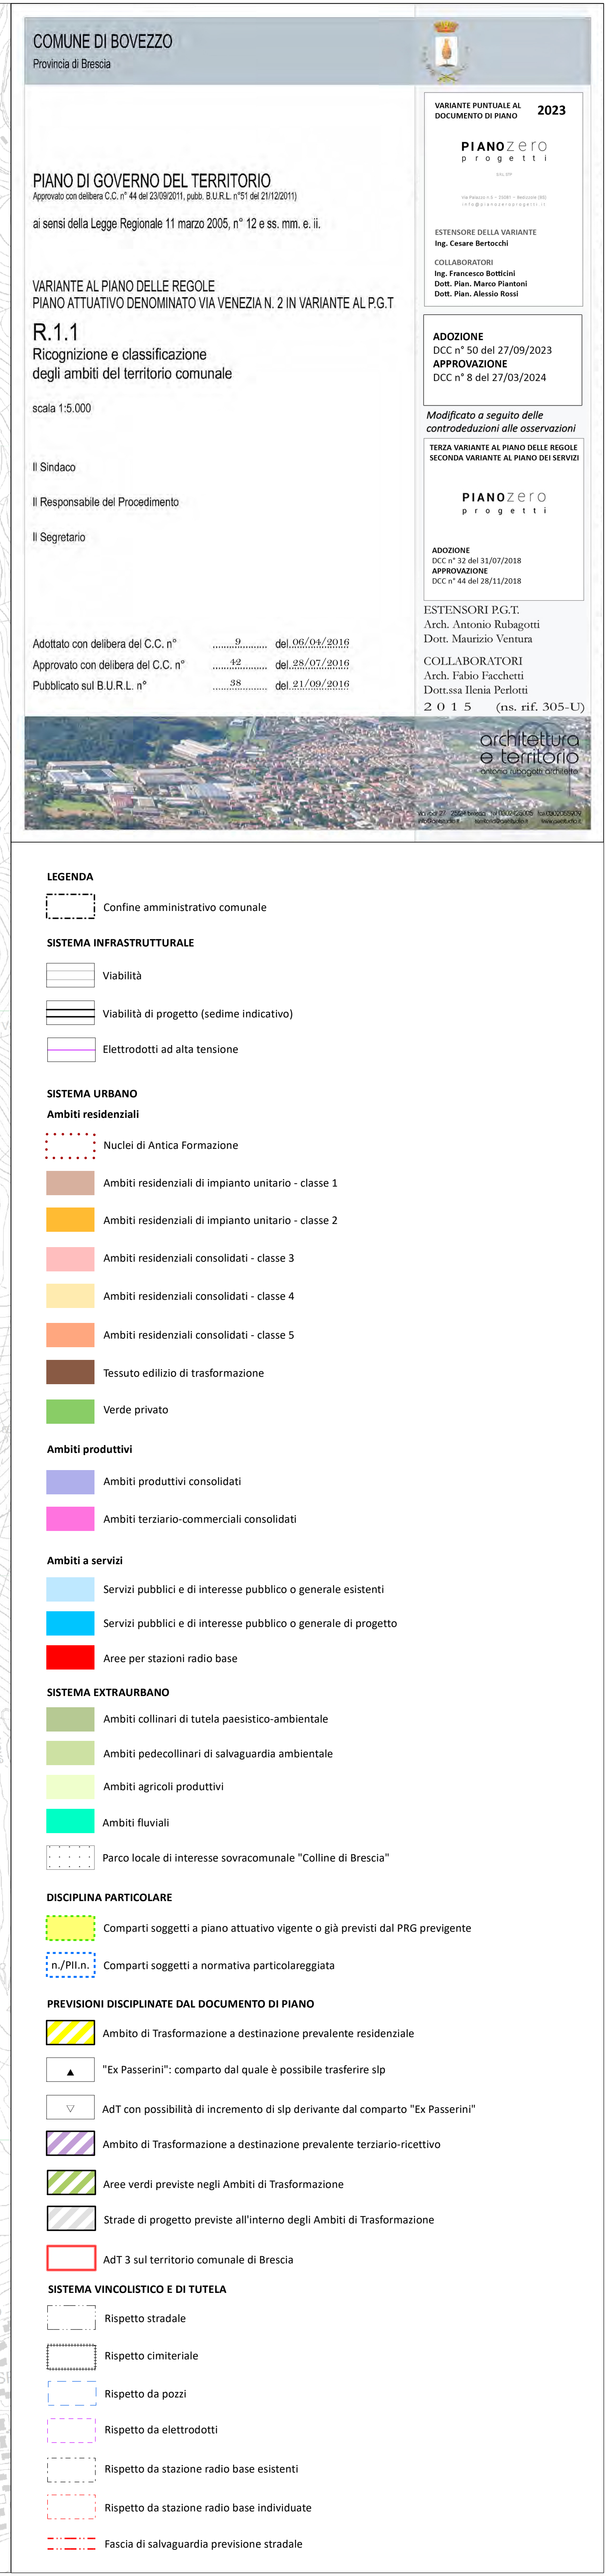 COMUNE DI BOVEZZO
Provincia di Brescia
PIANO DI GOVERNO DEL TERRITORIO
Approvato con delibera C.C. n° 44 del 23/09/2011, pubb. B.U.R.L. n°51 del 21/12/2011)
ai sensi della Legge Regionale 11 marzo 2005, n° 12 e ss. mm. e. ii.
VARIANTE AL PIANO DELLE REGOLE
PIANO ATTUATIVO DENOMINATO VIA VENEZIA N. 2 IN VARIANTE AL P.G.T
R.1.1
Ricognizione e classificazione
degli ambiti del territorio comunale
scala 1:5.000
Il Sindaco
Il Responsabile del Procedimento
Il Segretario
Adottato con delibera del C.C. n° 9 del 06/04/2016
Approvato con delibera del C.C. n° 42 del 28/07/2016
Pubblicato sul B.U.R.L. n° 38 del 21/09/2016
VARIANTE PUNTUALE AL
DOCUMENTO DI PIANO 2023
PIANOzero
progetti
Via Palazzo n.5 – 25081 – Bedizzole (BS)
info@pianozeroprogetti.it
ESTENSORE DELLA VARIANTE
Ing. Cesare Bertocchi
COLLABORATORI
Ing. Francesco Botticini
Dott. Pian. Marco Piantoni
Dott. Pian. Alessio Rossi
ADOZIONE
DCC n° 50 del 27/09/2023
APPROVAZIONE
DCC n° 8 del 27/03/2024
Modificato a seguito delle
controdeduzioni alle osservazioni
TERZA VARIANTE AL PIANO DELLE REGOLE
SECONDA VARIANTE AL PIANO DEI SERVIZI
PIANOzero
progetti
ADOZIONE
DCC n° 32 del 31/07/2018
APPROVAZIONE
DCC n° 44 del 28/11/2018
ESTENSORI P.G.T.
Arch. Antonio Rubagotti
Dott. Maurizio Ventura
COLLABORATORI
Arch. Fabio Facchetti
Dott.ssa Ilenia Perlotti
2015 (ns. rif. 305-U)
architettura
e territorio
antonio rubagotti architetto
LEGENDA
Confine amministrativo comunale
SISTEMA INFRASTRUTTURALE
Viabilità
Viabilità di progetto (sedime indicativo)
Elettrodotti ad alta tensione
SISTEMA URBANO
Ambiti residenziali
Nuclei di Antica Formazione
Ambiti residenziali di impianto unitario - classe 1
Ambiti residenziali di impianto unitario - classe 2
Ambiti residenziali consolidati - classe 3
Ambiti residenziali consolidati - classe 4
Ambiti residenziali consolidati - classe 5
Tessuto edilizio di trasformazione
Verde privato
Ambiti produttivi
Ambiti produttivi consolidati
Ambiti terziario-commerciali consolidati
Ambiti a servizi
Servizi pubblici e di interesse pubblico o generale esistenti
Servizi pubblici e di interesse pubblico o generale di progetto
Aree per stazioni radio base
SISTEMA EXTRAURBANO
Ambiti collinari di tutela paesistico-ambientale
Ambiti pedecollinari di salvaguardia ambientale
Ambiti agricoli produttivi
Ambiti fluviali
Parco locale di interesse sovracomunale "Colline di Brescia"
DISCIPLINA PARTICOLARE
Comparti soggetti a piano attuativo vigente o già previsti dal PRG previgente
n./PII.n. Comparti soggetti a normativa particolareggiata
PREVISIONI DISCIPLINATE DAL DOCUMENTO DI PIANO
Ambito di Trasformazione a destinazione prevalente residenziale
"Ex Passerini": comparto dal quale è possibile trasferire slp
AdT con possibilità di incremento di slp derivante dal comparto "Ex Passerini"
Ambito di Trasformazione a destinazione prevalente terziario-ricettivo
Aree verdi previste negli Ambiti di Trasformazione
Strade di progetto previste all'interno degli Ambiti di Trasformazione
AdT 3 sul territorio comunale di Brescia
SISTEMA VINCOLISTICO E DI TUTELA
Rispetto stradale
Rispetto cimiteriale
Rispetto da pozzi
Rispetto da elettrodotti
Rispetto da stazione radio base esistenti
Rispetto da stazione radio base individuate
Fascia di salvaguardia previsione stradale